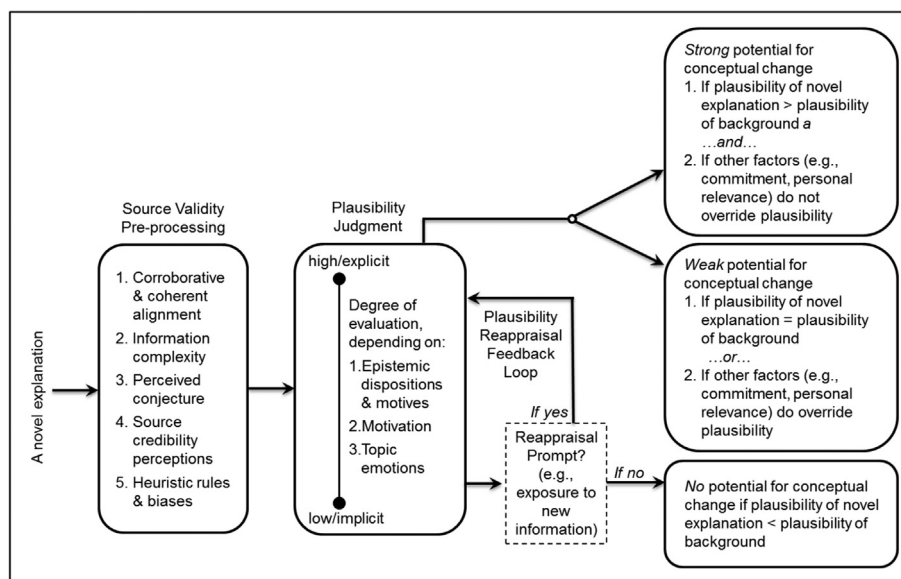 A novel explanation
Source Validity
Pre-processing
1. Corroborative
& coherent
alignment
2. Information
complexity
3. Perceived
conjecture
4. Source
credibility
perceptions
5. Heuristic rules
& biases
Plausibility
Judgment
high/explicit
Degree of
evaluation,
depending on:
1.Epistemic
dispositions
& motives
2.Motivation
3.Topic
emotions
low/implicit
Plausibility
Reappraisal
Feedback
Loop
If yes
Reappraisal
Prompt?
(e.g.,
exposure to
new
information)
If no
Strong potential for
conceptual change
1. If plausibility of novel
explanation > plausibility
of background a
…and…
2. If other factors (e.g.,
commitment, personal
relevance) do not
override plausibility
Weak potential for
conceptual change
1. If plausibility of novel
explanation = plausibility
of background
…or…
2. If other factors (e.g.,
commitment, personal
relevance) do override
plausibility
No potential for conceptual
change if plausibility of novel
explanation < plausibility of
background